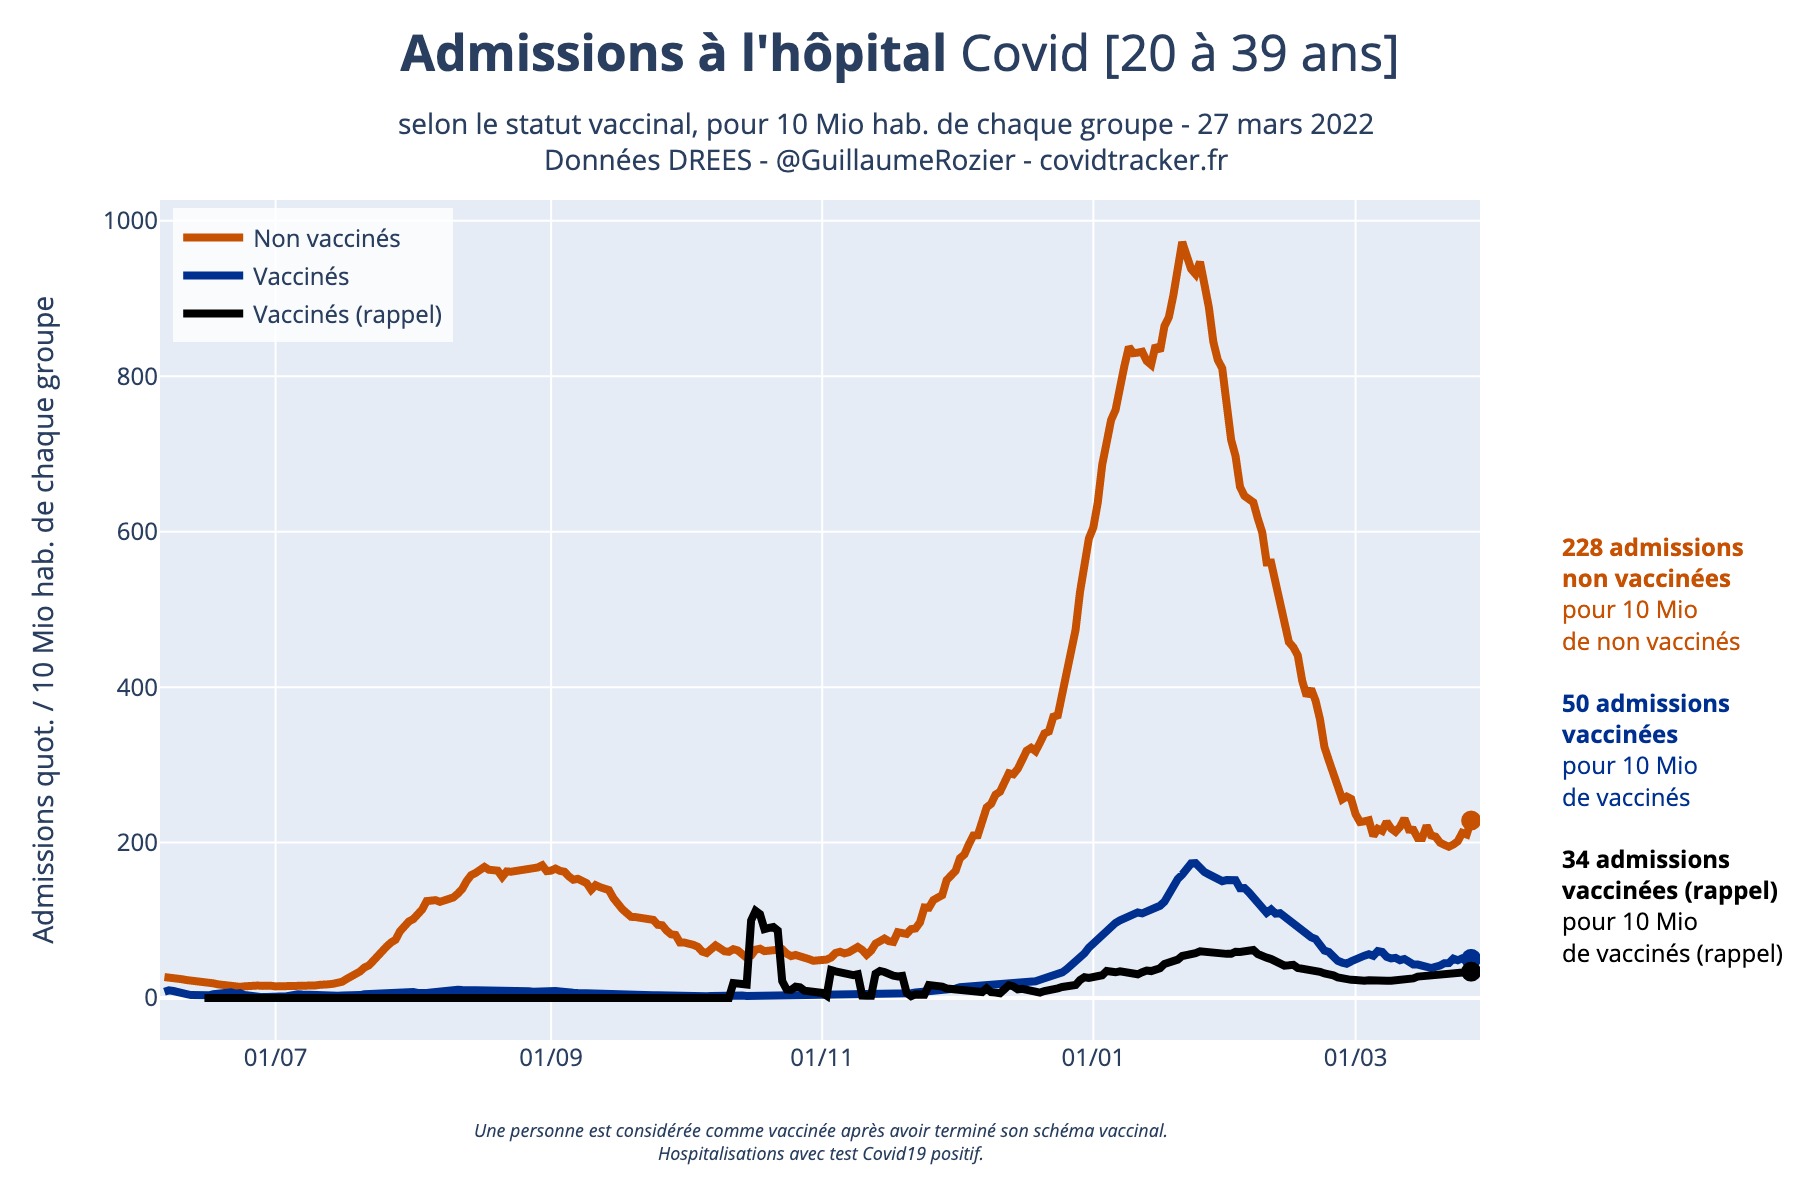 Admissions à l'hôpital Covid [20 à 39 ans]
selon le statut vaccinal, pour 10 Mio hab. de chaque groupe - 27 mars 2022
Données DREES - @GuillaumeRozier - covidtracker.fr
Admissions quot. / 10 Mio hab. de chaque groupe
1000
800
600
400
200
0
Non vaccinés
Vaccinés
Vaccinés (rappel)
01/07
01/09
01/11
01/01
01/03
228 admissions
non vaccinées
pour 10 Mio
de non vaccinés
50 admissions
vaccinées
pour 10 Mio
de vaccinés
34 admissions
vaccinées (rappel)
pour 10 Mio
de vaccinés (rappel)
Une personne est considérée comme vaccinée après avoir terminé son schéma vaccinal.
Hospitalisations avec test Covid19 positif.